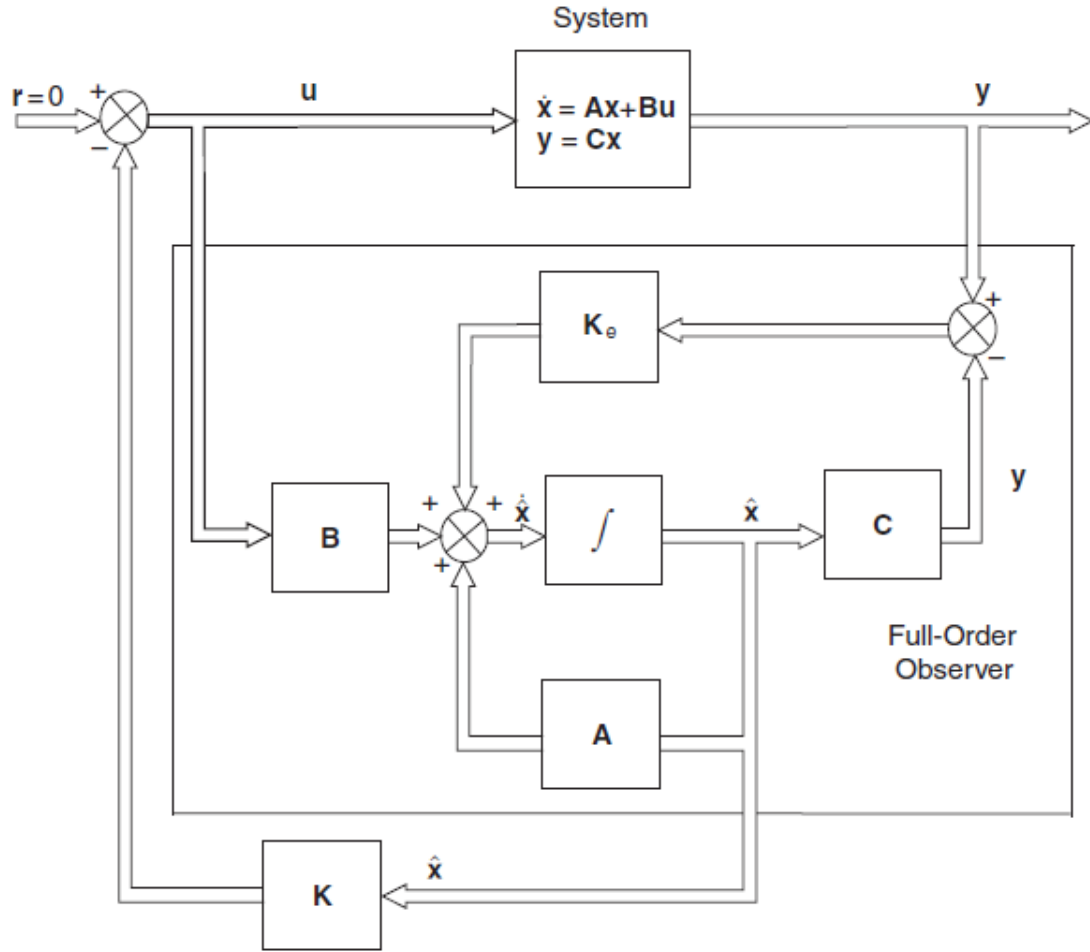 System
r = 0
+
−
u
ẋ = Ax+Bu
y = Cx
y
Kₑ
+
−
B
+
+
+
x̂̇
∫
x̂
C
y
Full-Order
Observer
A
K
x̂